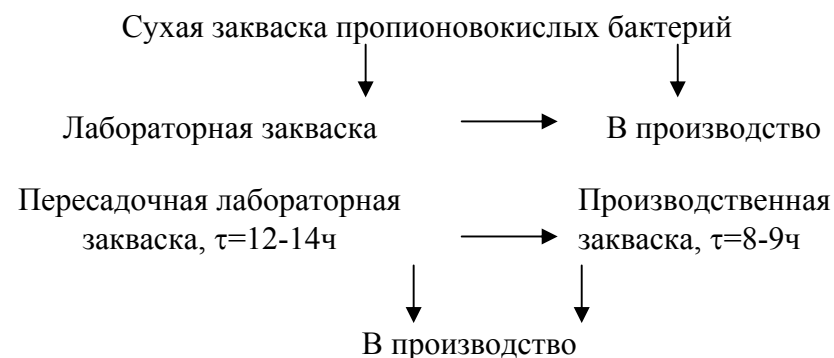 Сухая закваска пропионовокислых бактерий
Лабораторная закваска
В производство
Пересадочная лабораторная
закваска, τ=12-14ч
Производственная
закваска, τ=8-9ч
В производство